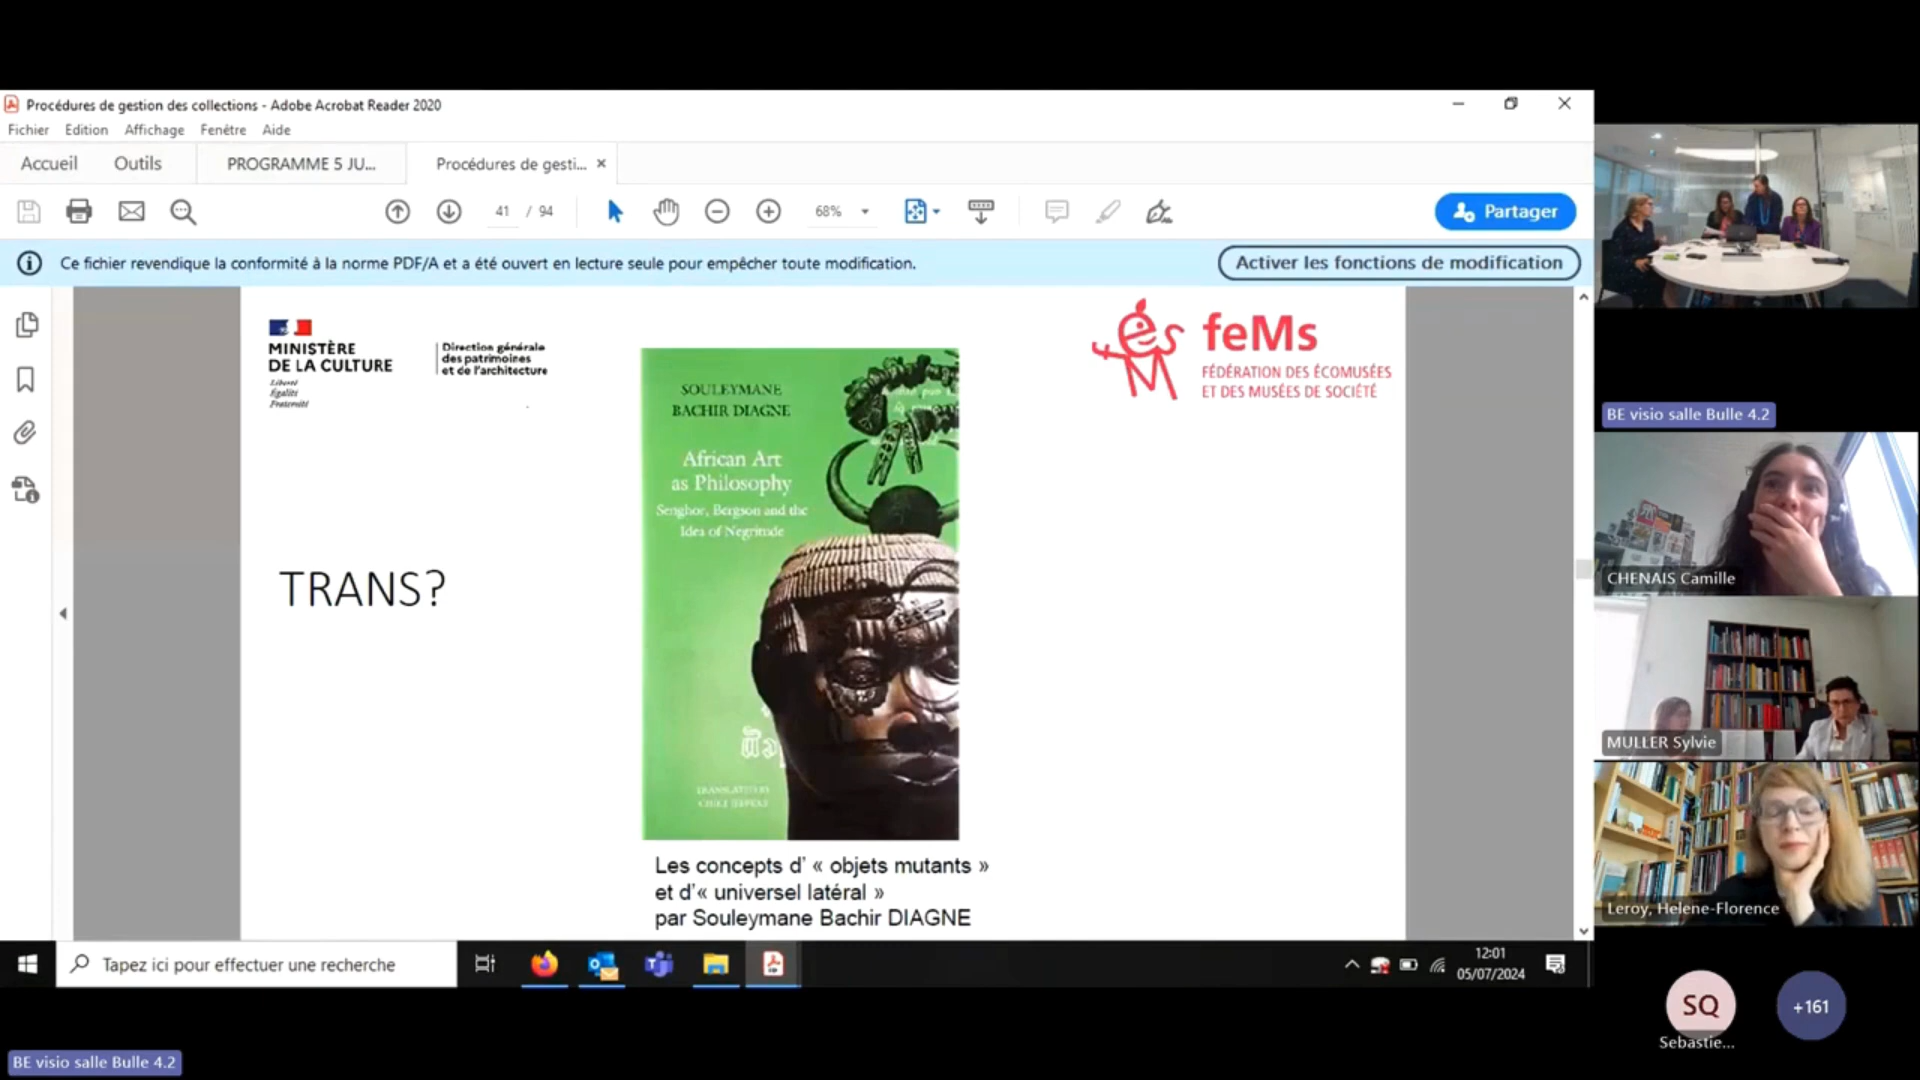 Procédures de gestion des collections - Adobe Acrobat Reader 2020
Fichier Edition Affichage Fenêtre Aide
Accueil Outils PROGRAMME 5 JU... Procédures de gesti... ×
41 / 94 68% Partager
Ce fichier revendique la conformité à la norme PDF/A et a été ouvert en lecture seule pour empêcher toute modification. Activer les fonctions de modification
MINISTÈRE
DE LA CULTURE
Liberté
Égalité
Fraternité
Direction générale
des patrimoines
et de l'architecture
feMs
FÉDÉRATION DES ÉCOMUSÉES
ET DES MUSÉES DE SOCIÉTÉ
SOULEYMANE
BACHIR DIAGNE
African Art
as Philosophy
Senghor, Bergson and the
Idea of Negritude
TRANSLATED BY
TRANS?
Les concepts d' « objets mutants »
et d'« universel latéral »
par Souleymane Bachir DIAGNE
Tapez ici pour effectuer une recherche
12:01
05/07/2024
BE visio salle Bulle 4.2
BE visio salle Bulle 4.2
CHENAIS Camille
MULLER Sylvie
Leroy, Helene-Florence
SQ
Sebastie...
+161